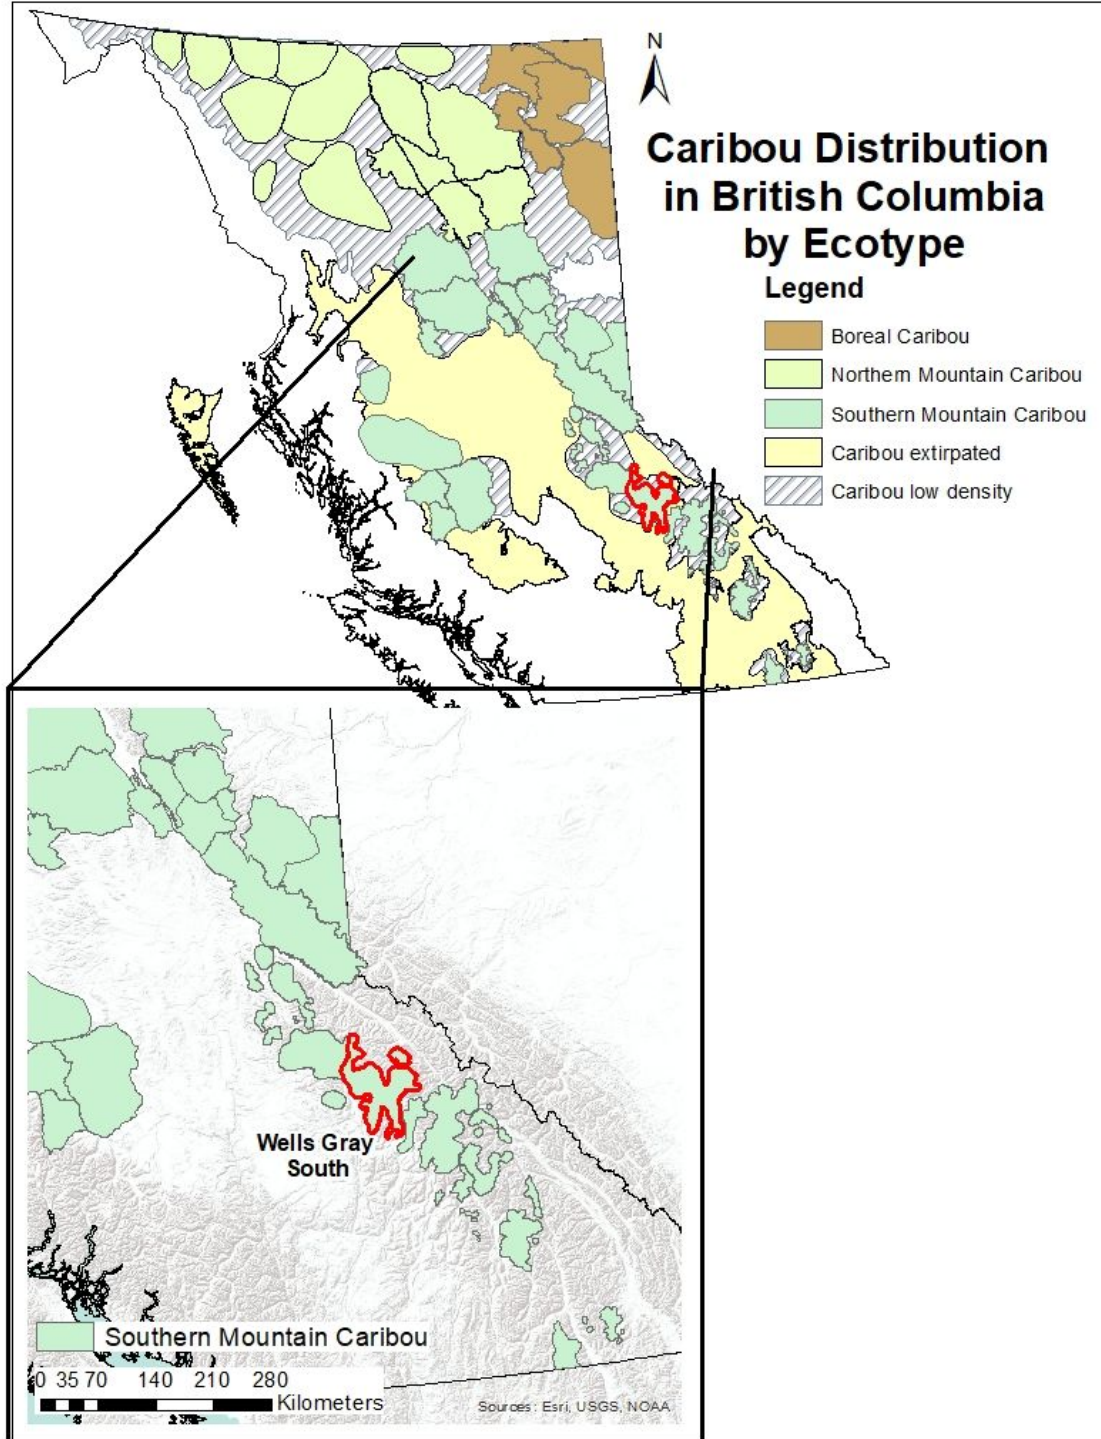 N
Caribou Distribution
in British Columbia
by Ecotype
Legend
Boreal Caribou
Northern Mountain Caribou
Southern Mountain Caribou
Caribou extirpated
Caribou low density
Wells Gray
South
Southern Mountain Caribou
0 35 70 140 210 280
Kilometers
Sources: Esri, USGS, NOAA